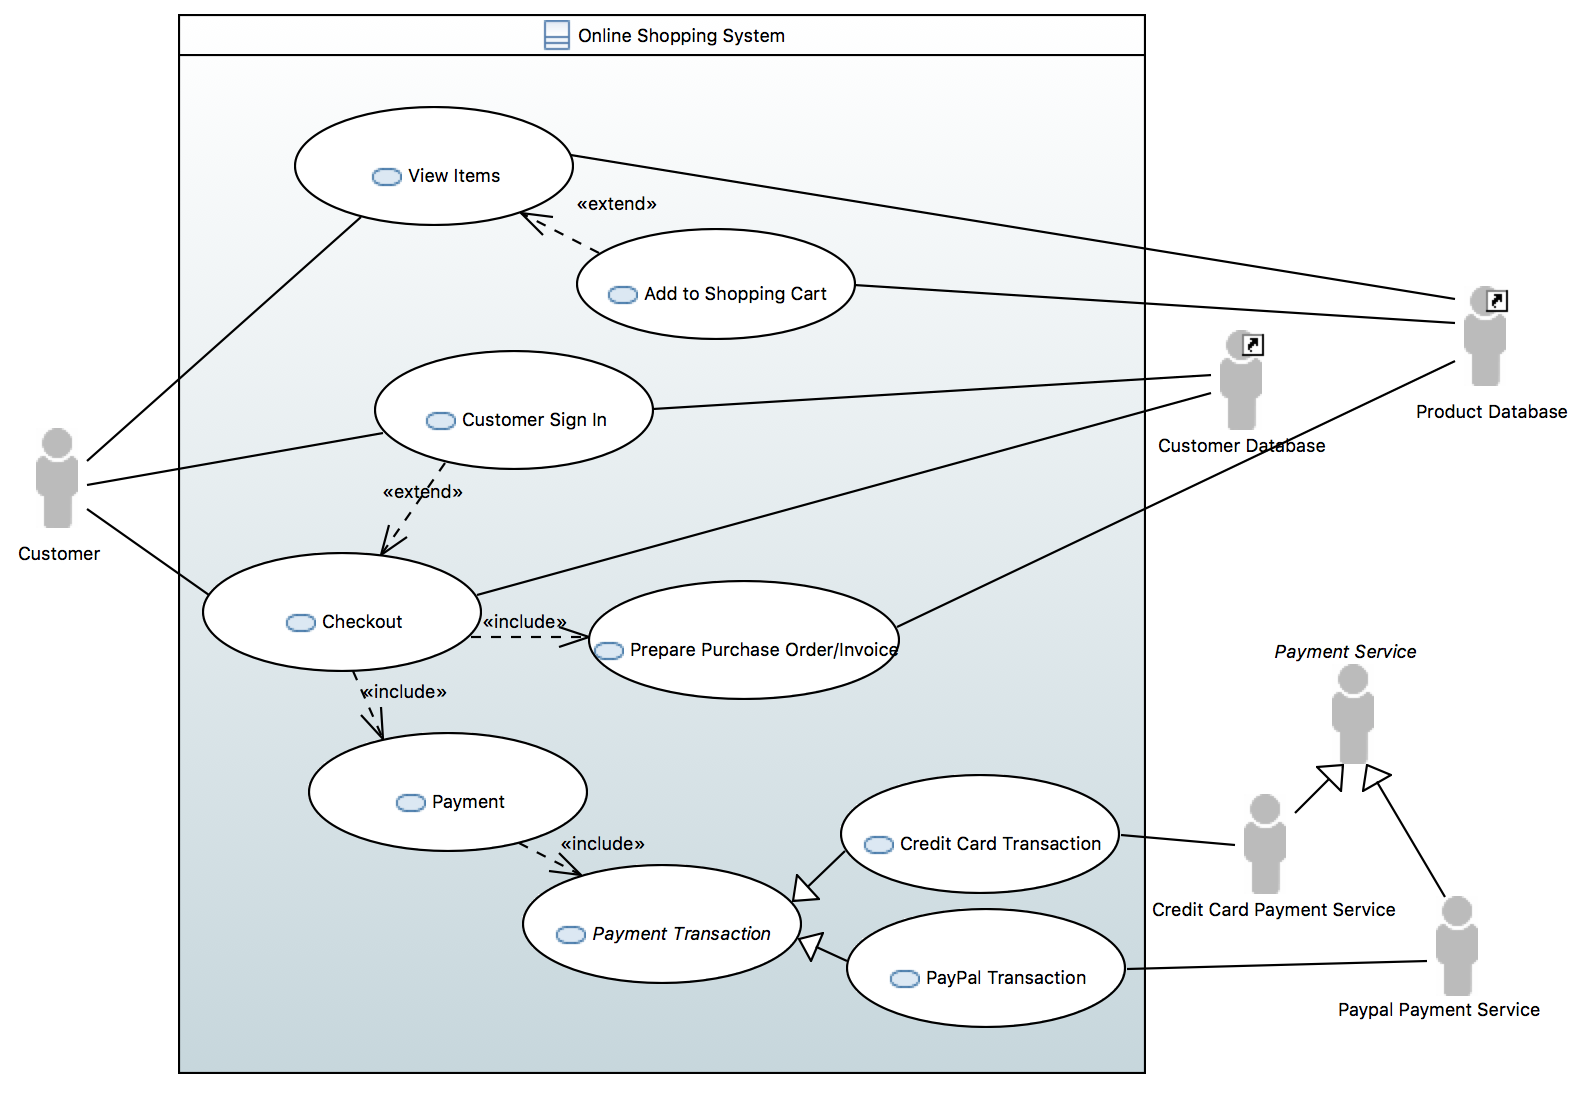 Online Shopping System
View Items
«extend»
Add to Shopping Cart
Product Database
Customer Sign In
Customer Database
«extend»
Customer
Checkout
«include»
Prepare Purchase Order/Invoice
Payment Service
«include»
Payment
«include»
Credit Card Transaction
Credit Card Payment Service
Payment Transaction
PayPal Transaction
Paypal Payment Service